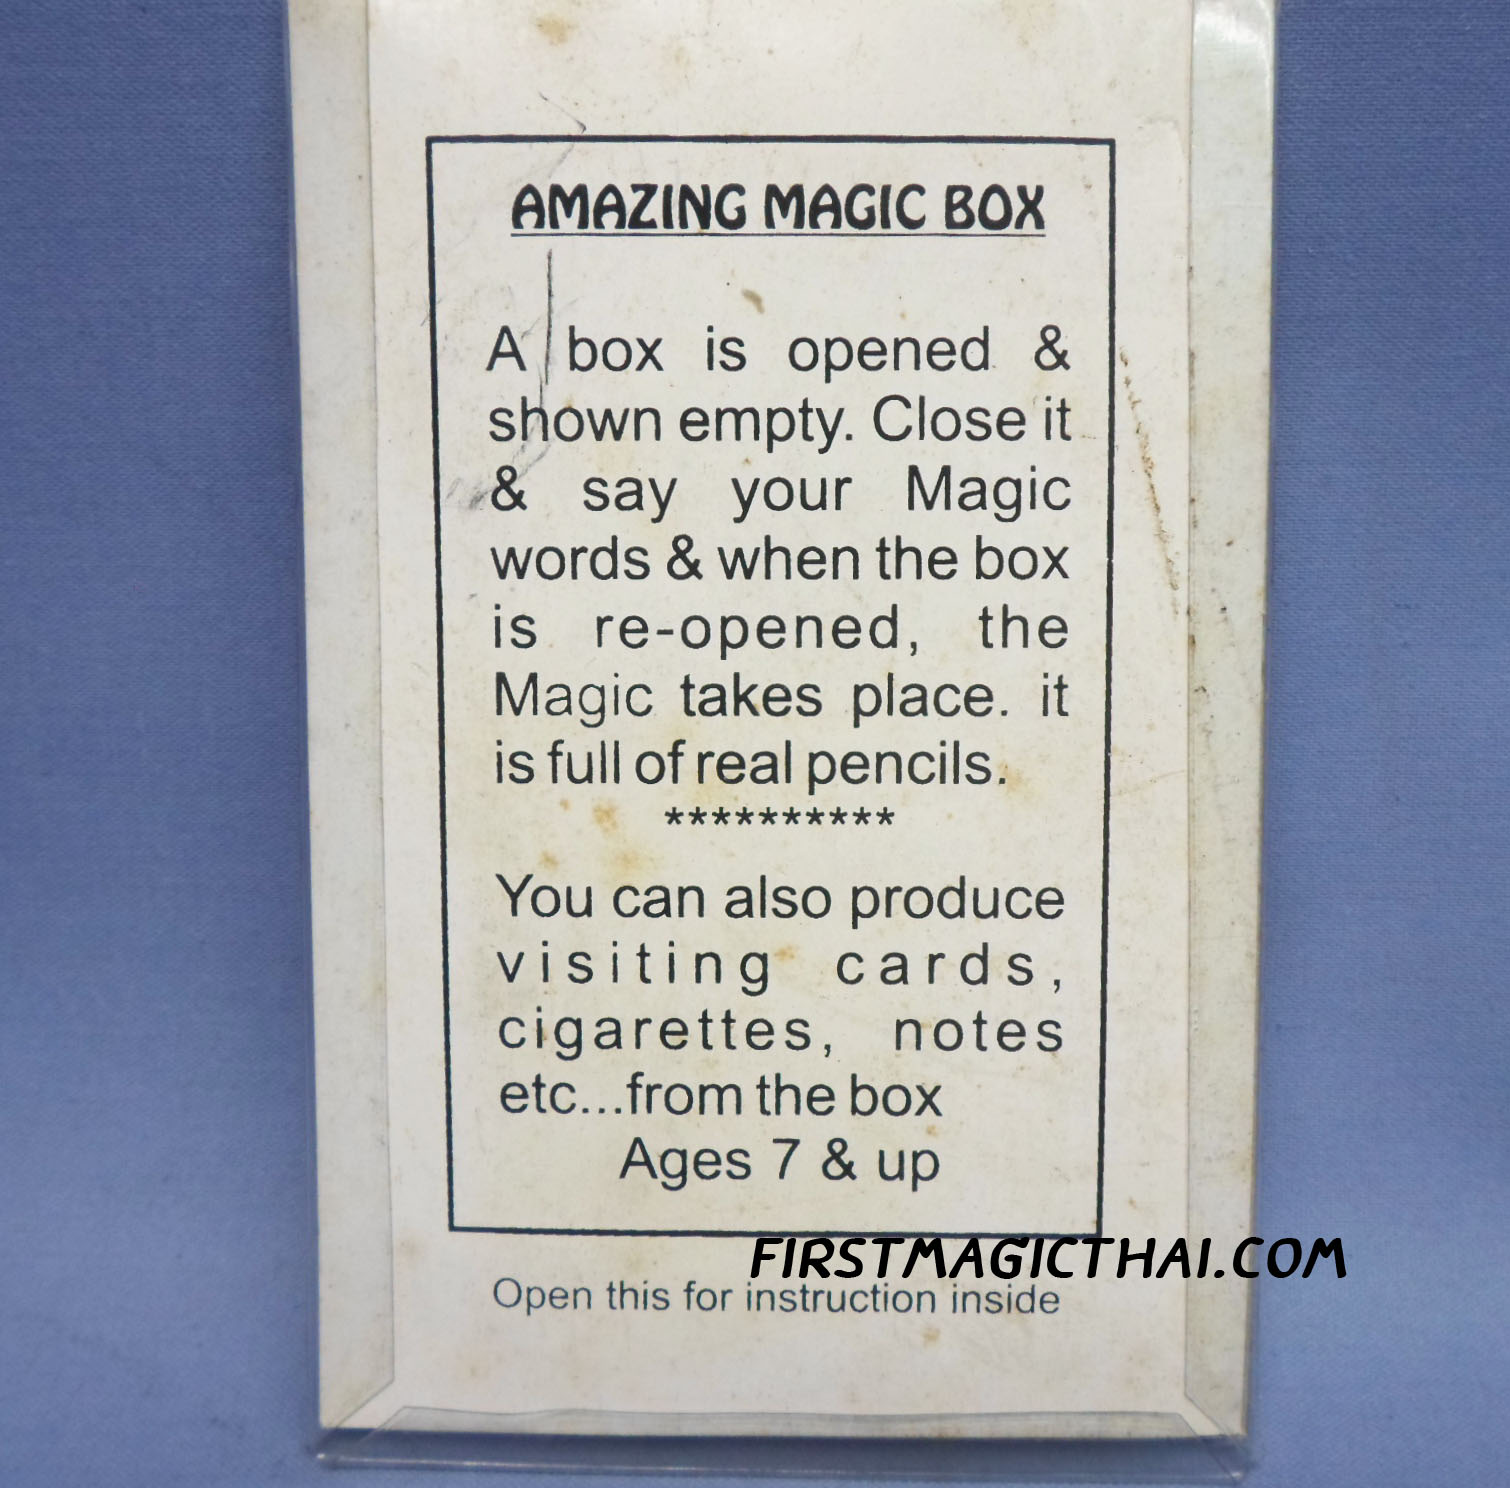 AMAZING MAGIC BOX
A box is opened &
shown empty. Close it
& say your Magic
words & when the box
is re-opened, the
Magic takes place. it
is full of real pencils.
**********
You can also produce
visiting cards,
cigarettes, notes
etc...from the box
Ages 7 & up
FIRSTMAGICTHAI.COM
Open this for instruction inside